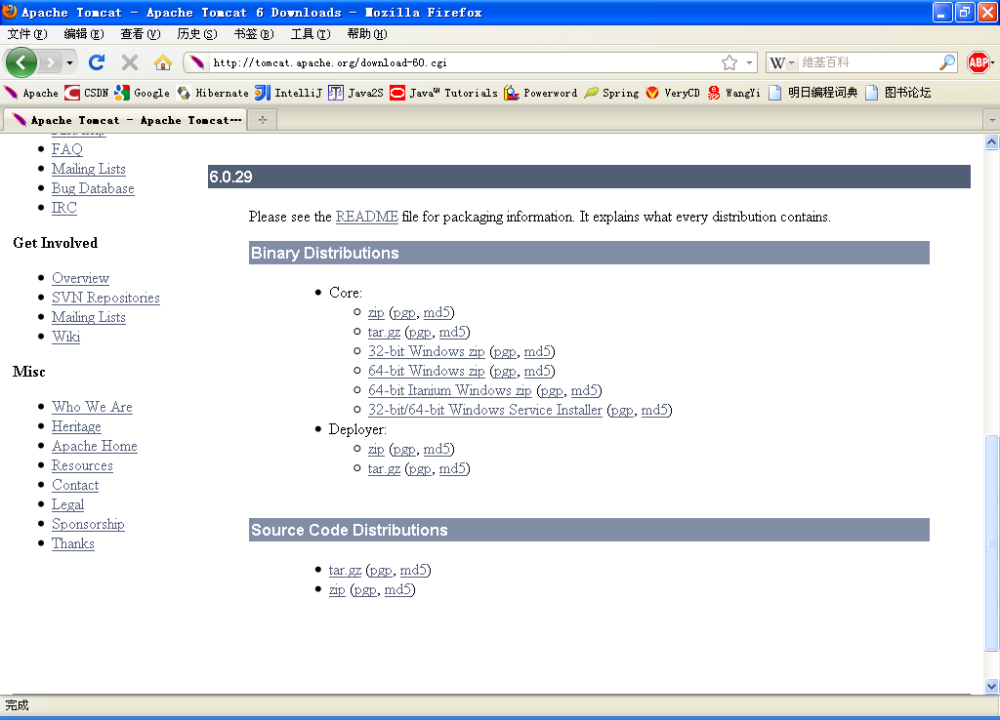 Apache Tomcat - Apache Tomcat 6 Downloads - Mozilla Firefox
文件(F) 编辑(E) 查看(V) 历史(S) 书签(B) 工具(T) 帮助(H)
http://tomcat.apache.org/download-60.cgi W 维基百科 ABP
Apache CSDN Google Hibernate IntelliJ Java2S Java™ Tutorials Powerword Spring VeryCD WangYi 明日编程词典 图书论坛
Apache Tomcat - Apache Tomcat...
FAQ
Mailing Lists
Bug Database
IRC
Get Involved
Overview
SVN Repositories
Mailing Lists
Wiki
Misc
Who We Are
Heritage
Apache Home
Resources
Contact
Legal
Sponsorship
Thanks
6.0.29
Please see the README file for packaging information. It explains what every distribution contains.
Binary Distributions
Core:
zip (pgp, md5)
tar.gz (pgp, md5)
32-bit Windows zip (pgp, md5)
64-bit Windows zip (pgp, md5)
64-bit Itanium Windows zip (pgp, md5)
32-bit/64-bit Windows Service Installer (pgp, md5)
Deployer:
zip (pgp, md5)
tar.gz (pgp, md5)
Source Code Distributions
tar.gz (pgp, md5)
zip (pgp, md5)
完成